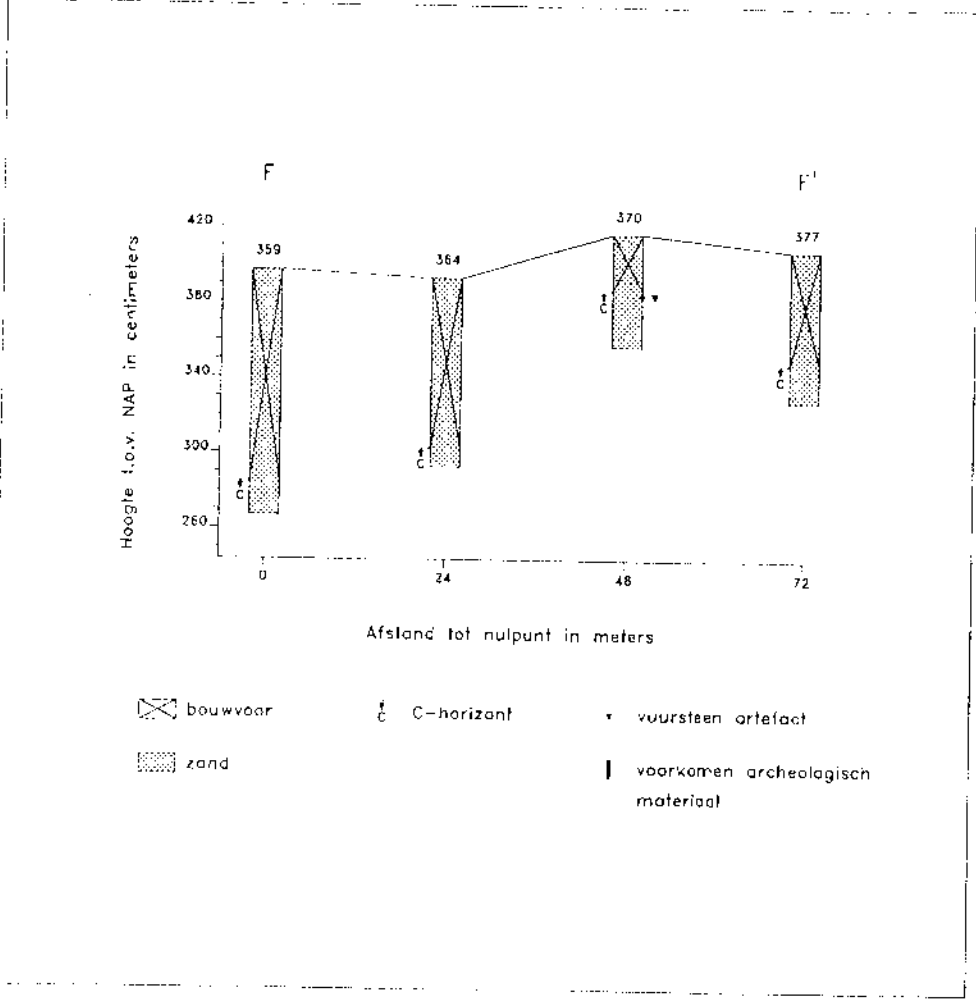 F
F'
420
380
340
300
260
359
364
370
377
C
C
C
C
Hoogte t.o.v. NAP in centimeters
0
24
48
72
Afstand tot nulpunt in meters
bouwvoor
zand
C
C-horizont
vuursteen artefact
voorkomen archeologisch
materiaal